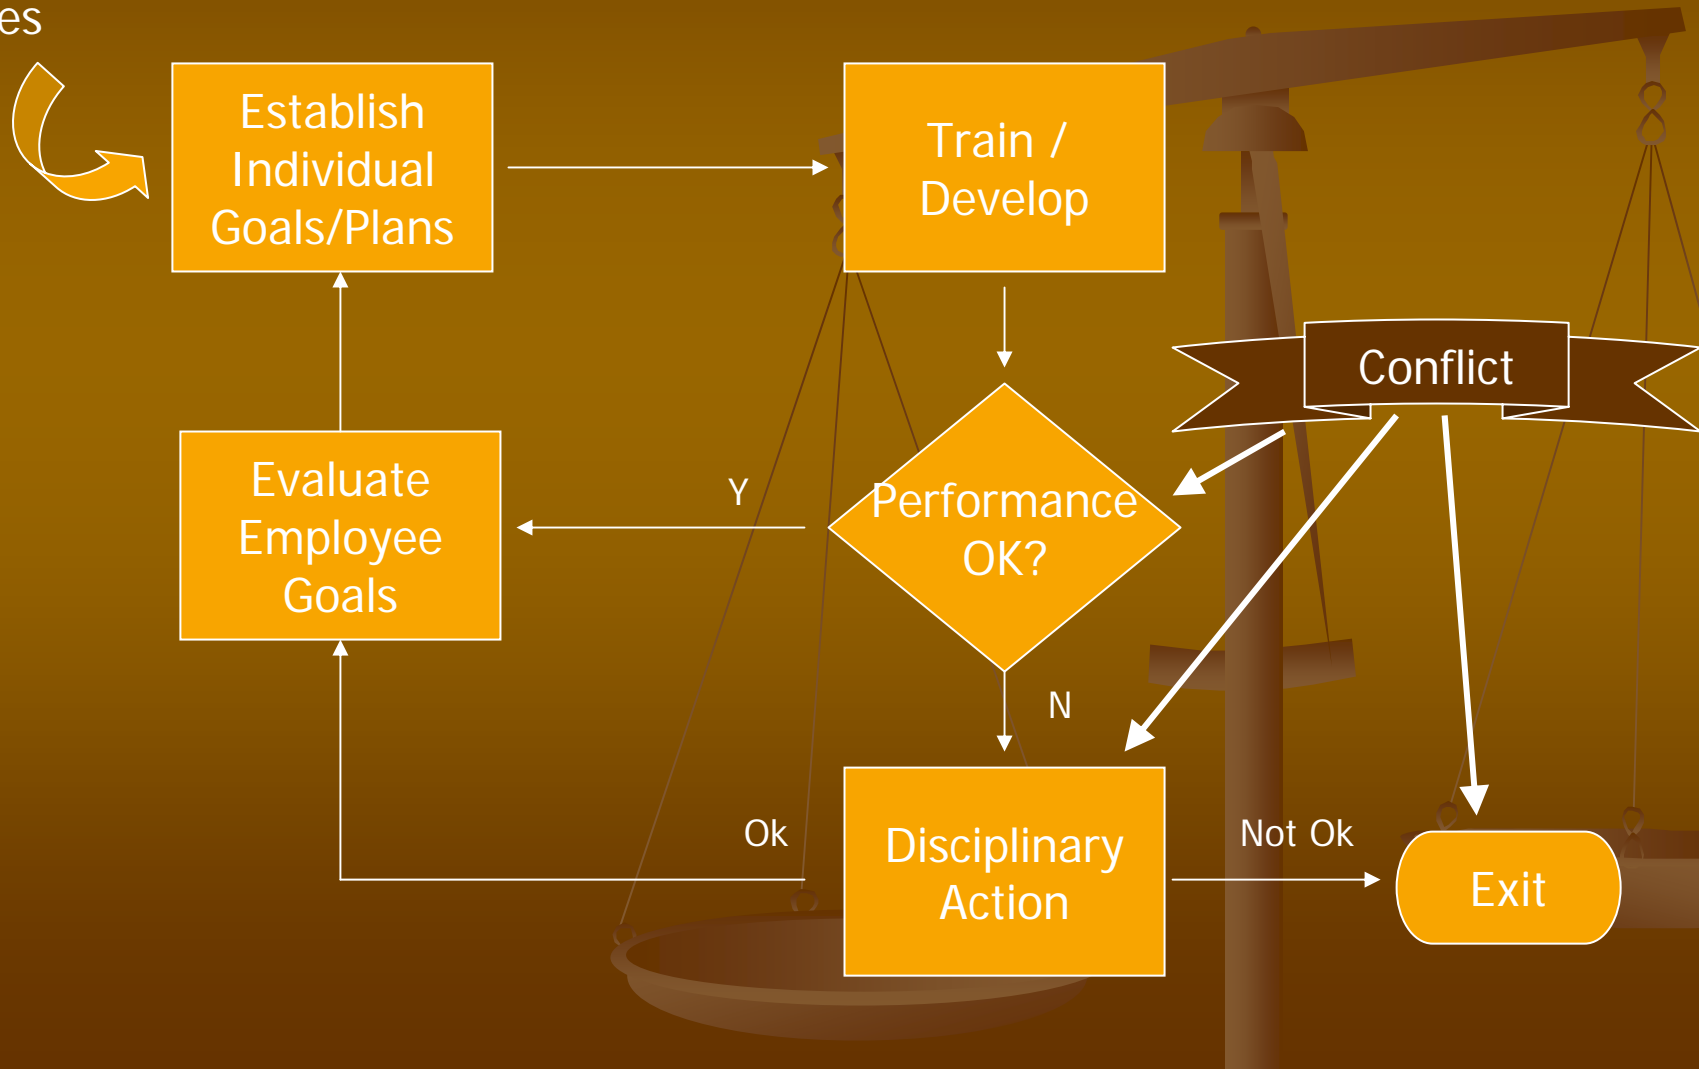 es
Establish
Individual
Goals/Plans
Train /
Develop
Conflict
Evaluate
Employee
Goals
Y
Performance
OK?
N
Ok
Disciplinary
Action
Not Ok
Exit